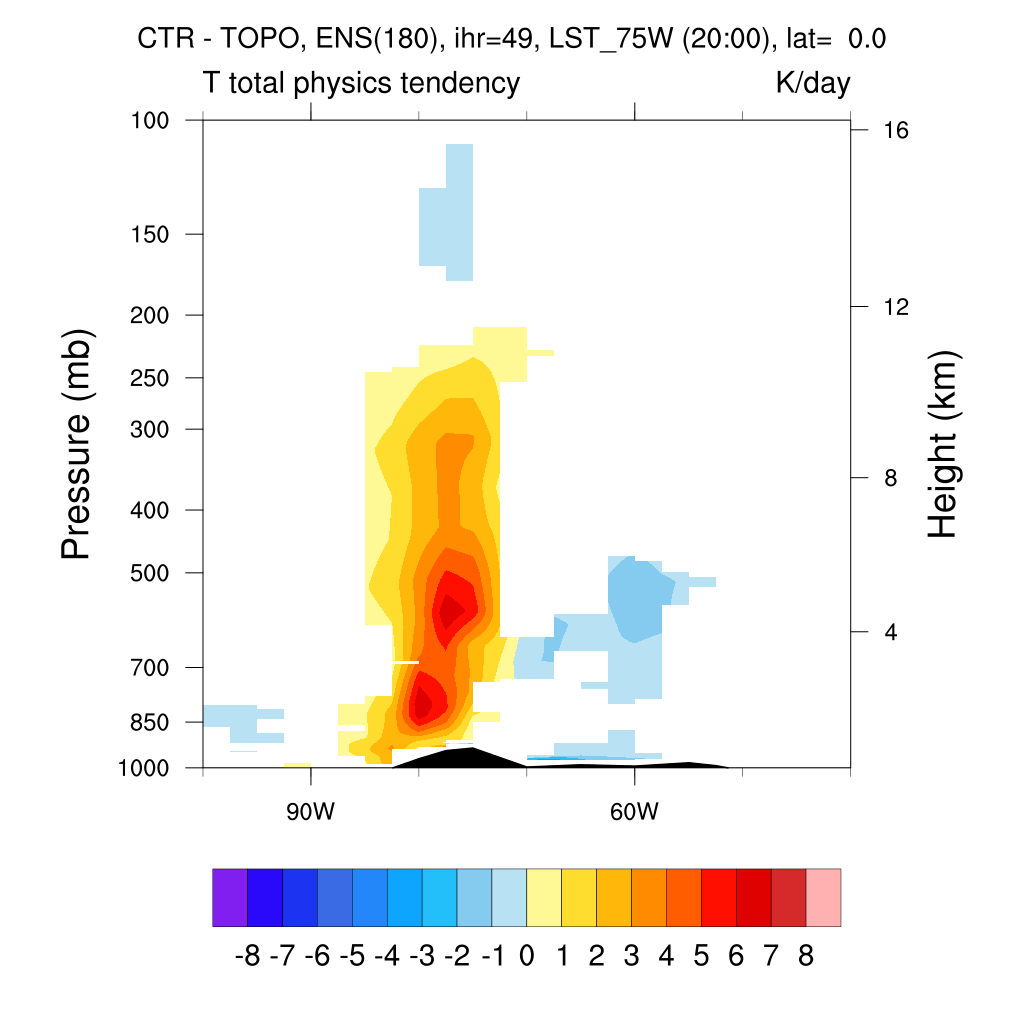 CTR - TOPO, ENS(180), ihr=49, LST_75W (20:00), lat=  0.0
T total physics tendency K/day
100
150
200
250
300
400
500
700
850
1000
Pressure (mb)
16
12
8
4
Height (km)
90W 60W
-8 -7 -6 -5 -4 -3 -2 -1 0 1 2 3 4 5 6 7 8